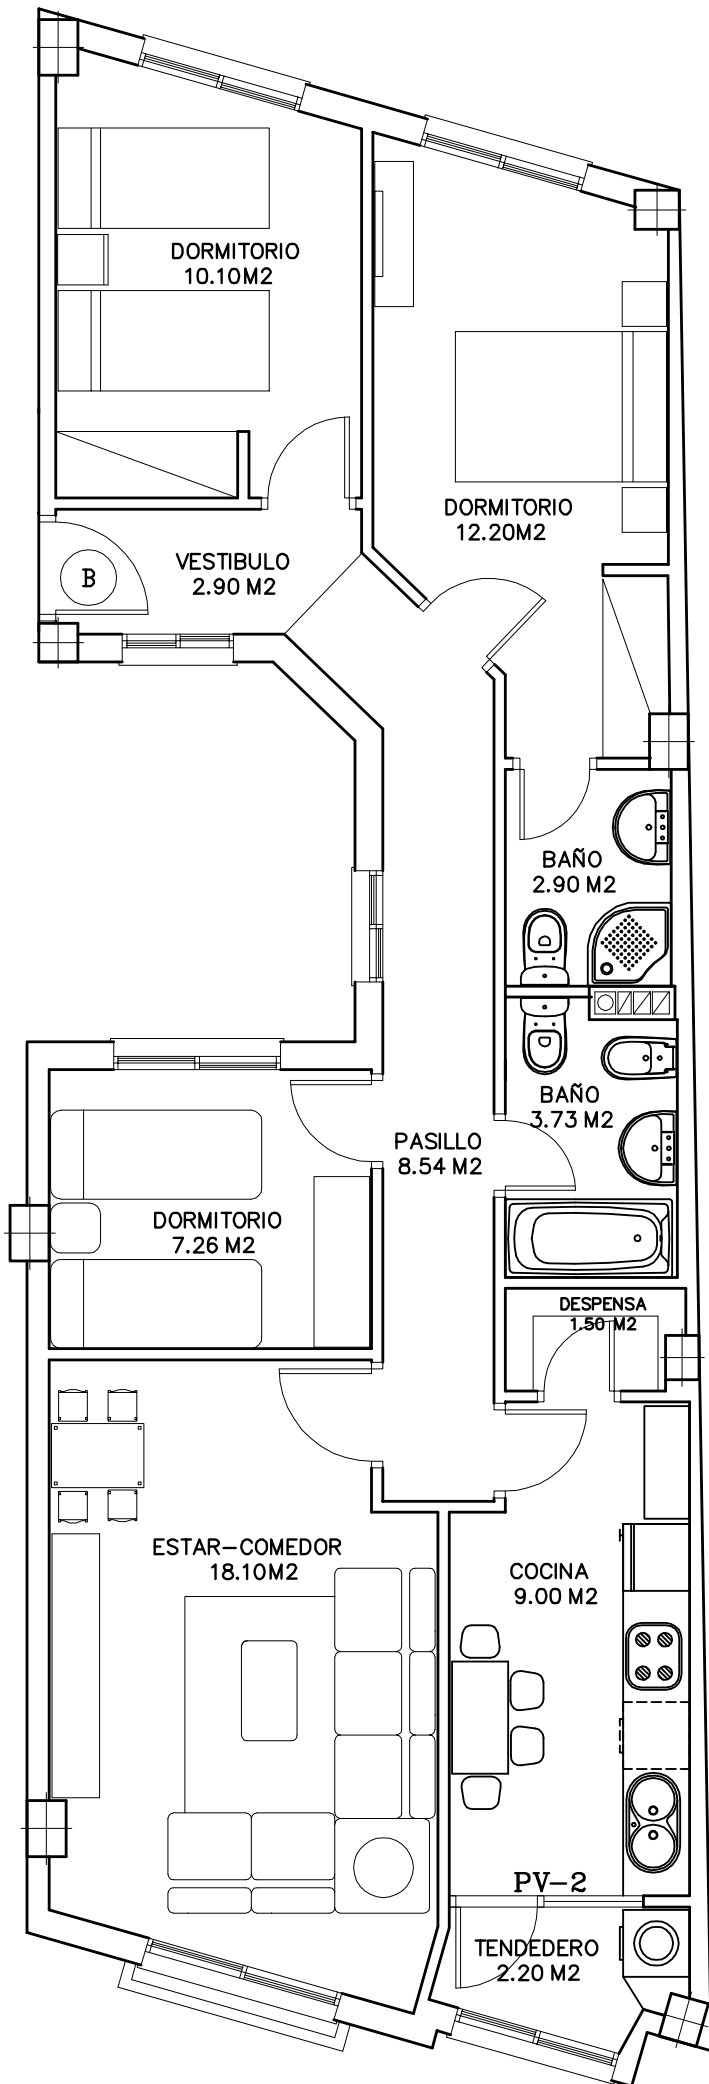 DORMITORIO
10.10M2
DORMITORIO
12.20M2
VESTIBULO
2.90 M2
B
BAÑO
2.90 M2
BAÑO
3.73 M2
PASILLO
8.54 M2
DORMITORIO
7.26 M2
DESPENSA
1.50 M2
ESTAR-COMEDOR
18.10M2
COCINA
9.00 M2
PV-2
TENDEDERO
2.20 M2